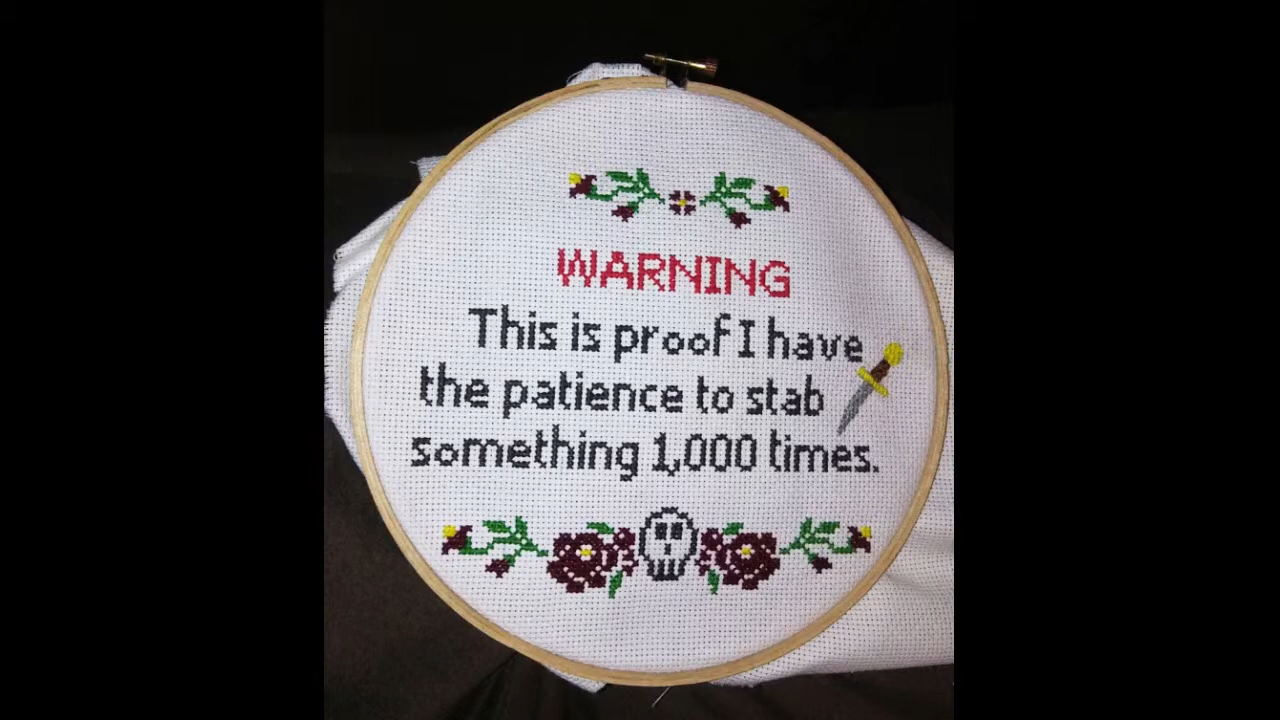 WARNING
This is proof I have
the patience to stab
something 1,000 times.